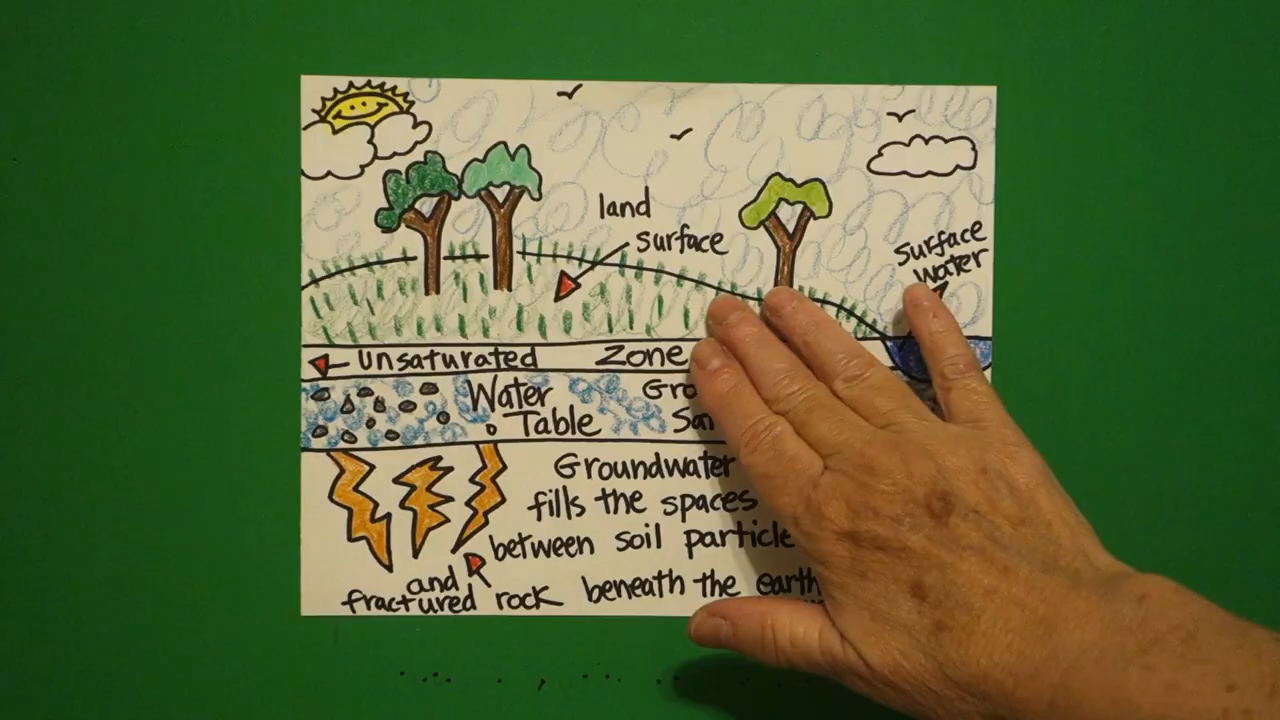 land
surface
surface
water
Unsaturated Zone
Water
Table
Groundwater
fills the spaces
between soil particle
and
fractured rock beneath the earth